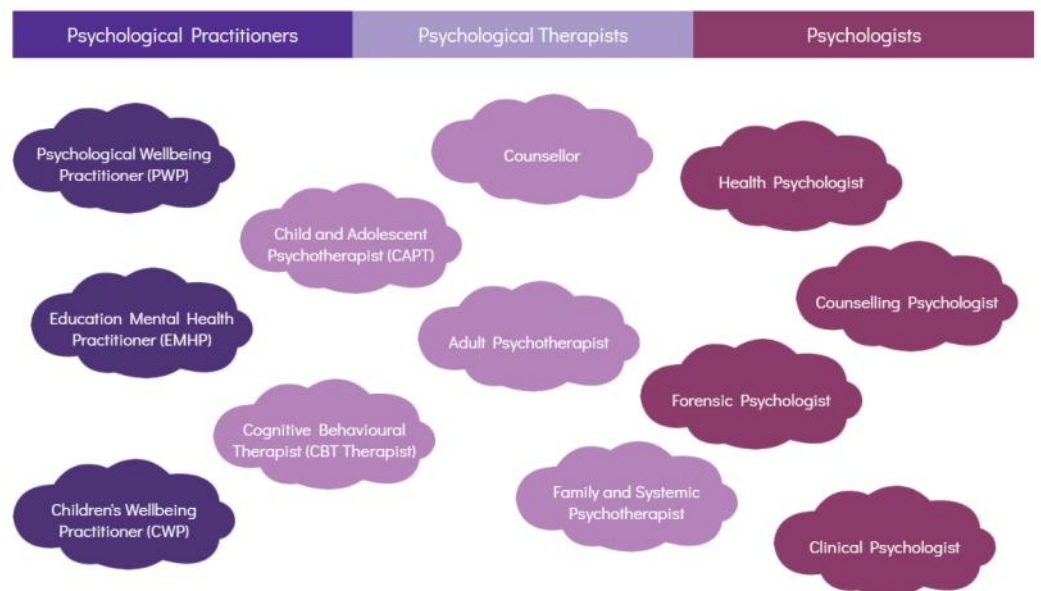 Psychological Practitioners
Psychological Therapists
Psychologists
Psychological Wellbeing
Practitioner (PWP)
Counsellor
Health Psychologist
Child and Adolescent
Psychotherapist (CAPT)
Counselling Psychologist
Education Mental Health
Practitioner (EMHP)
Adult Psychotherapist
Forensic Psychologist
Cognitive Behavioural
Therapist (CBT Therapist)
Family and Systemic
Psychotherapist
Children's Wellbeing
Practitioner (CWP)
Clinical Psychologist